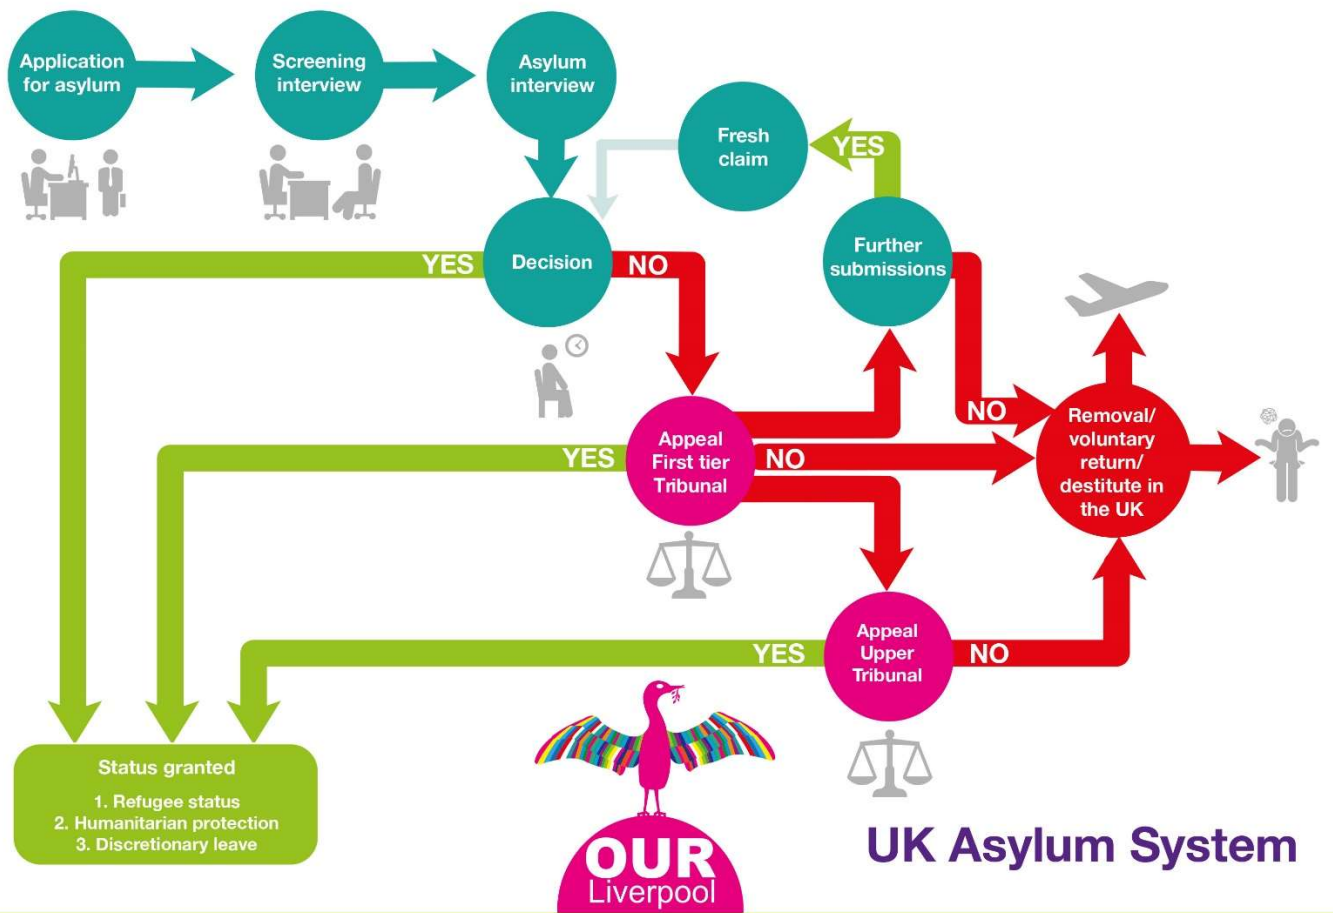 Application
for asylum
Screening
interview
Asylum
interview
Fresh
claim
YES
Further
submissions
YES
Decision
NO
NO
Removal/
voluntary
return/
destitute in
the UK
YES
Appeal
First tier
Tribunal
NO
YES
Appeal
Upper
Tribunal
NO
Status granted
1. Refugee status
2. Humanitarian protection
3. Discretionary leave
OUR
Liverpool
UK Asylum System